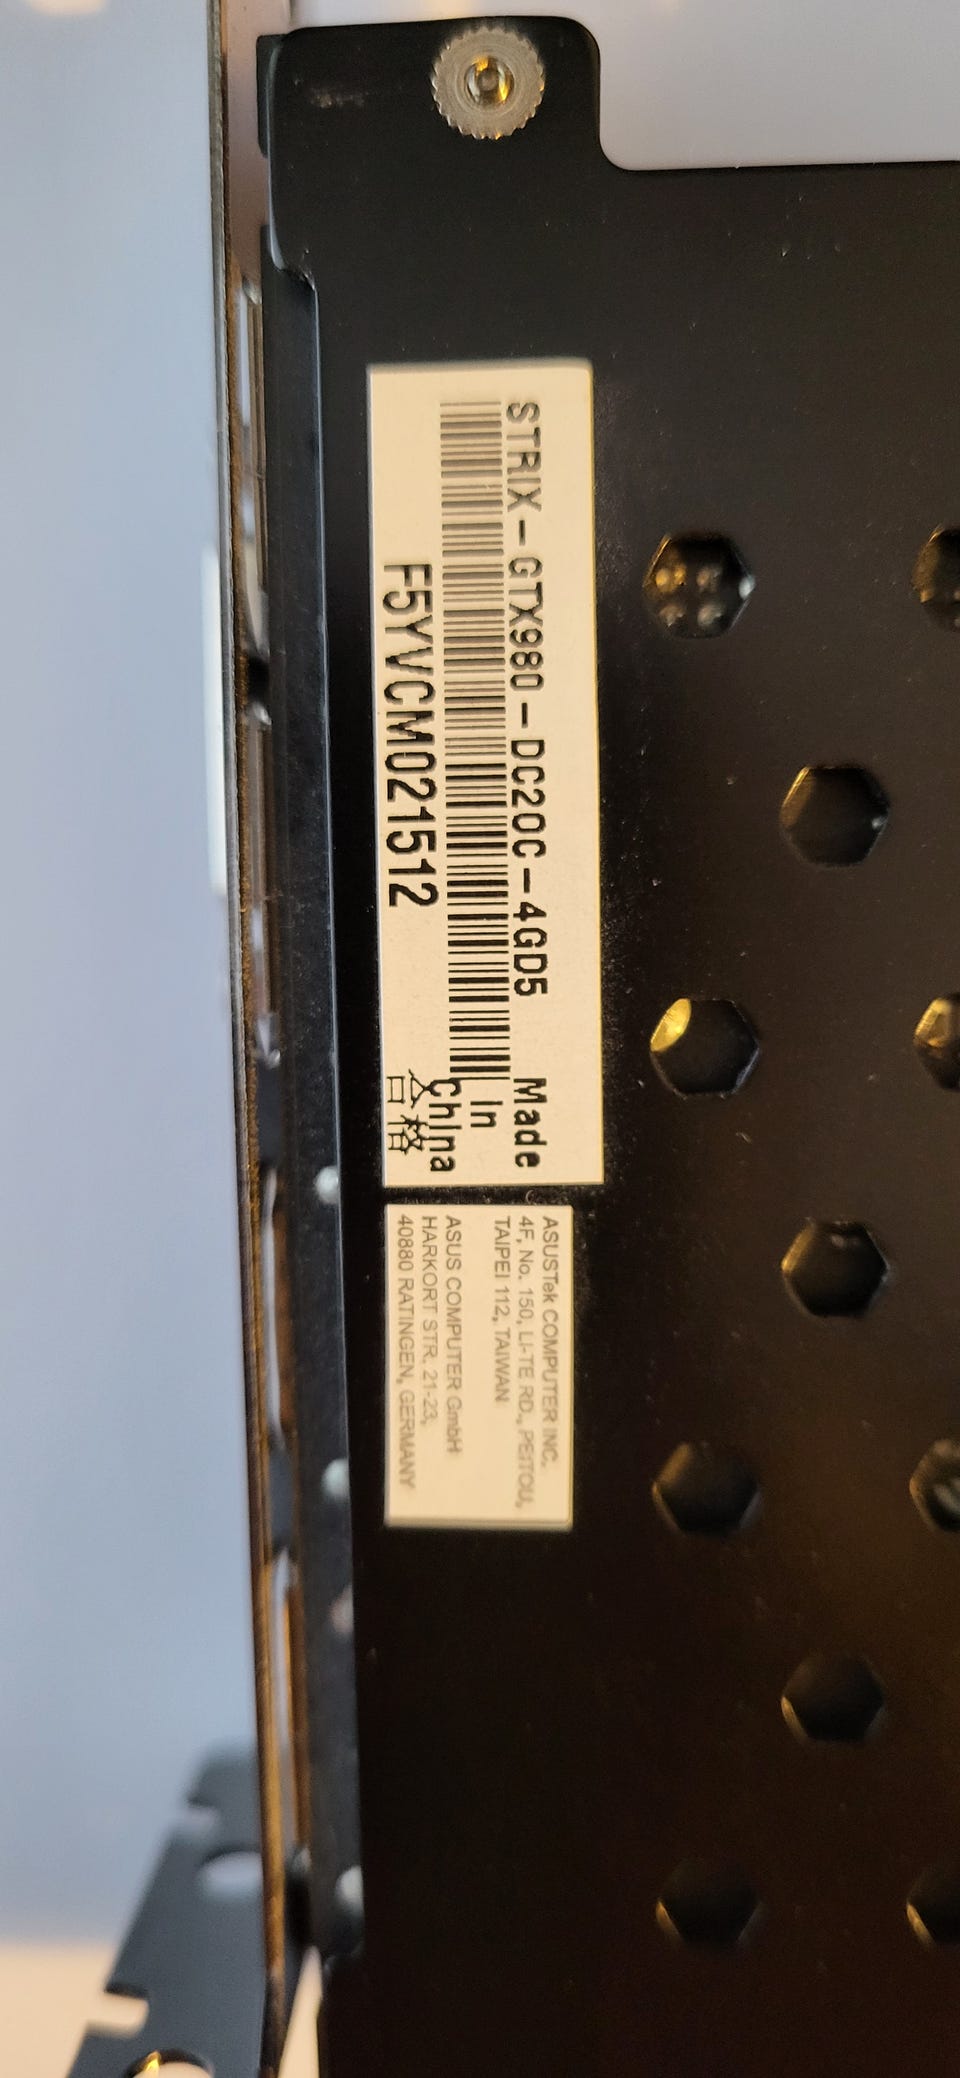 STRIX-GTX980-DC2OC-4GD5
F5YVCM021512
Made
in
China
合格
ASUSTek COMPUTER INC.
4F, No. 150, LI-TE RD., PEITOU,
TAIPEI 112, TAIWAN
ASUS COMPUTER GmbH
HARKORT STR. 21-23,
40880 RATINGEN, GERMANY